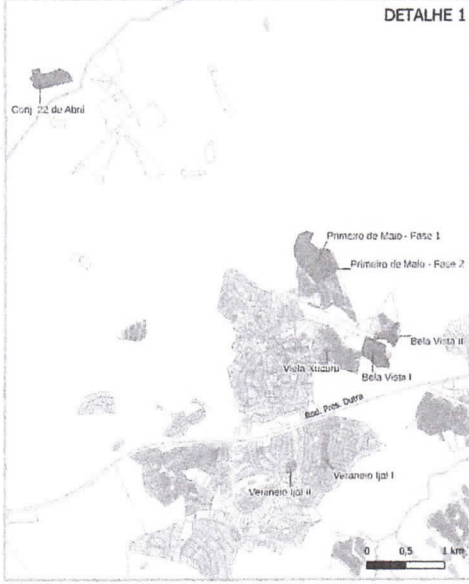 DETALHE 1
Conj. 22 de Abril
Primeiro de Maio - Fase 1
Primeiro de Maio - Fase 2
Bela Vista II
Viela Xucuru
Bela Vista I
Rod. Pres. Dutra
Veraneio Ijal I
Veraneio Ijal II
0 0,5 1 km